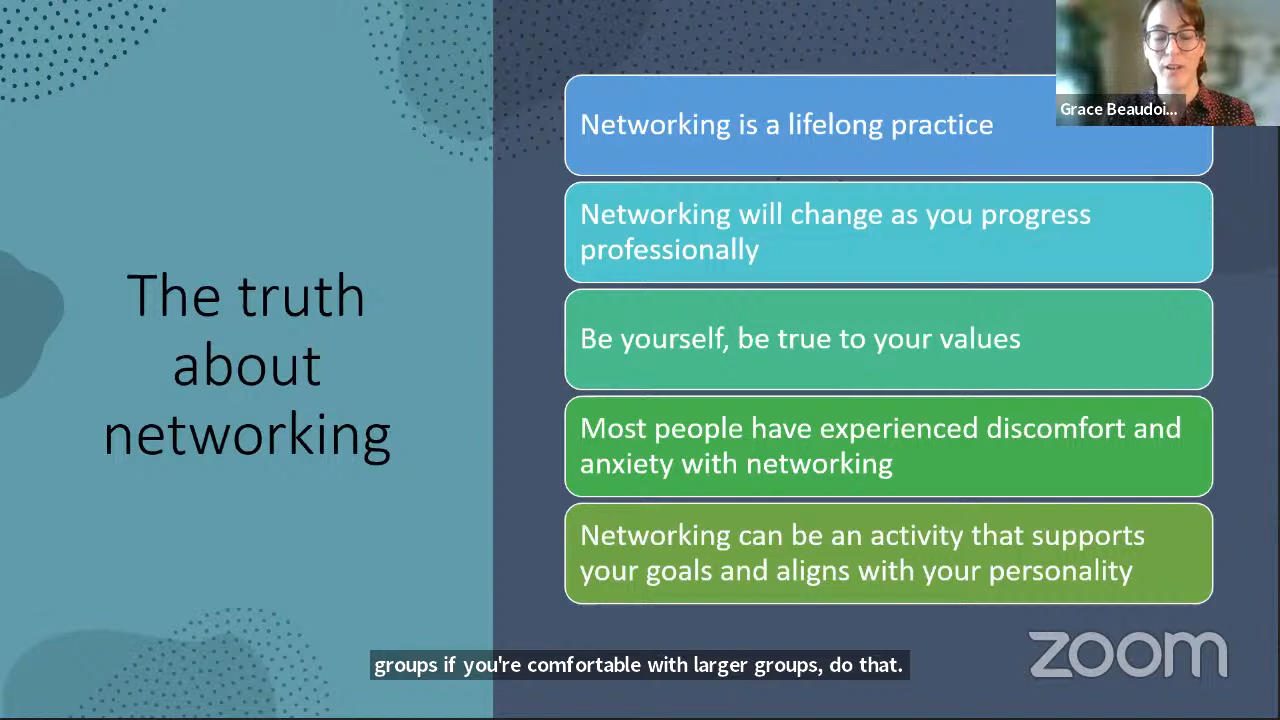 The truth
about
networking
Networking is a lifelong practice
Networking will change as you progress
professionally
Be yourself, be true to your values
Most people have experienced discomfort and
anxiety with networking
Networking can be an activity that supports
your goals and aligns with your personality
Grace Beaudoi...
groups if you're comfortable with larger groups, do that.
zoom